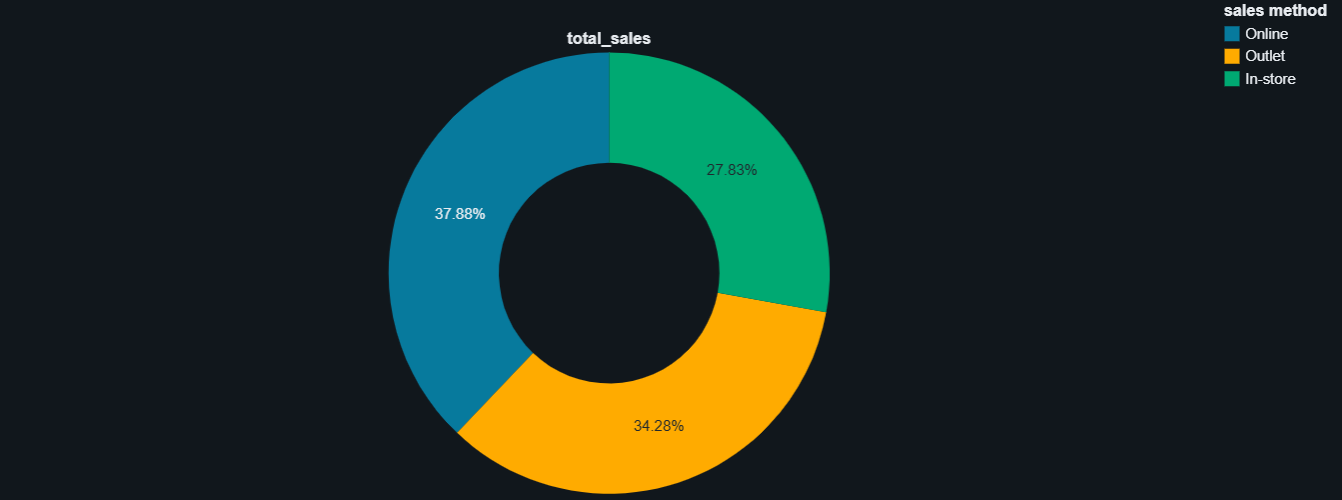 total_sales
27.83%
37.88%
34.28%
sales method
Online
Outlet
In-store